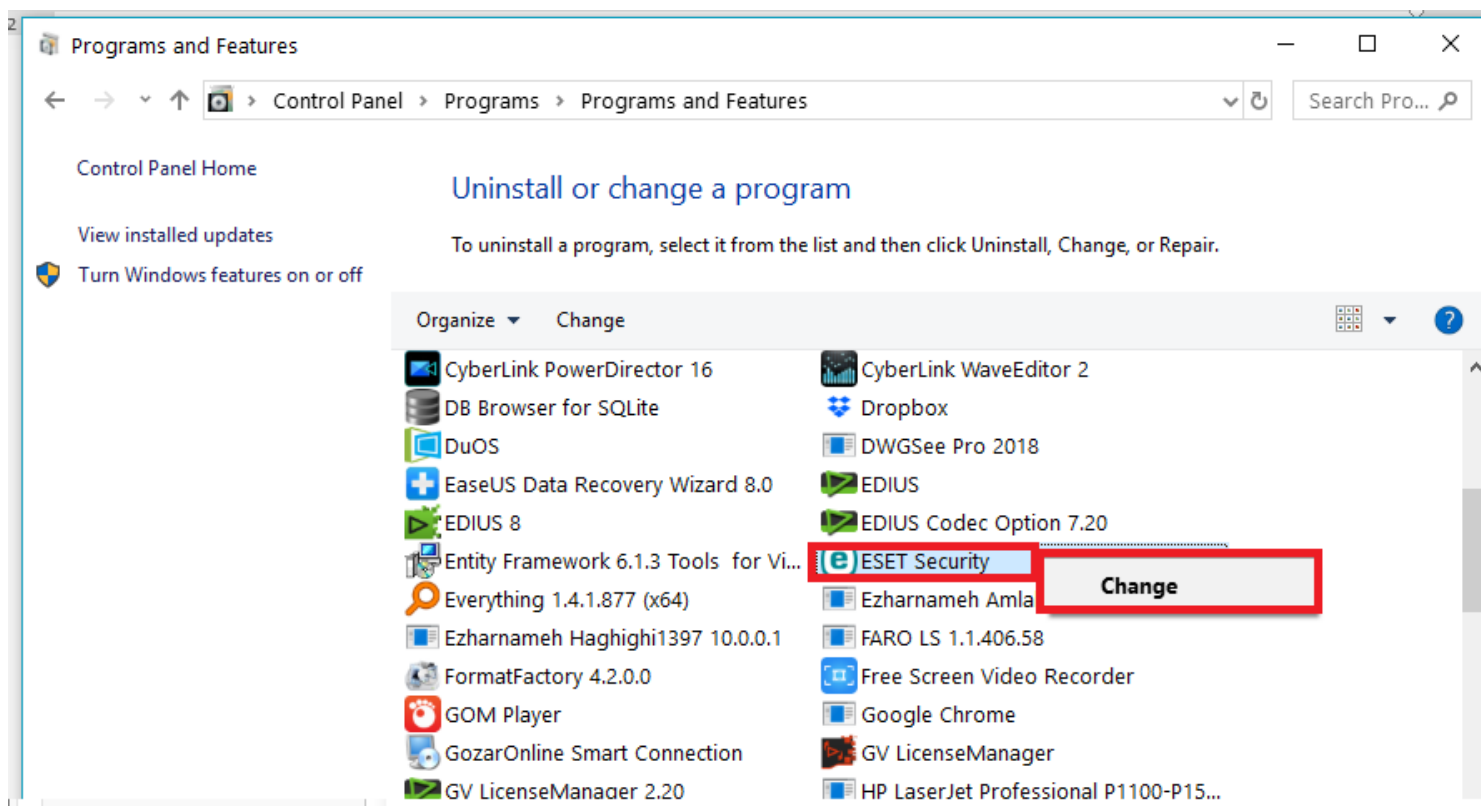 2
Programs and Features
Control Panel > Programs > Programs and Features
Search Pro...
Control Panel Home
View installed updates
Turn Windows features on or off
Uninstall or change a program
To uninstall a program, select it from the list and then click Uninstall, Change, or Repair.
Organize
Change
?
CyberLink PowerDirector 16
CyberLink WaveEditor 2
DB Browser for SQLite
Dropbox
DuOS
DWGSee Pro 2018
EaseUS Data Recovery Wizard 8.0
EDIUS
EDIUS 8
EDIUS Codec Option 7.20
Entity Framework 6.1.3 Tools for Vi...
ESET Security
Change
Everything 1.4.1.877 (x64)
Ezharnameh Amla
Ezharnameh Haghighi1397 10.0.0.1
FARO LS 1.1.406.58
FormatFactory 4.2.0.0
Free Screen Video Recorder
GOM Player
Google Chrome
GozarOnline Smart Connection
GV LicenseManager
GV LicenseManager 2.20
HP LaserJet Professional P1100-P15...